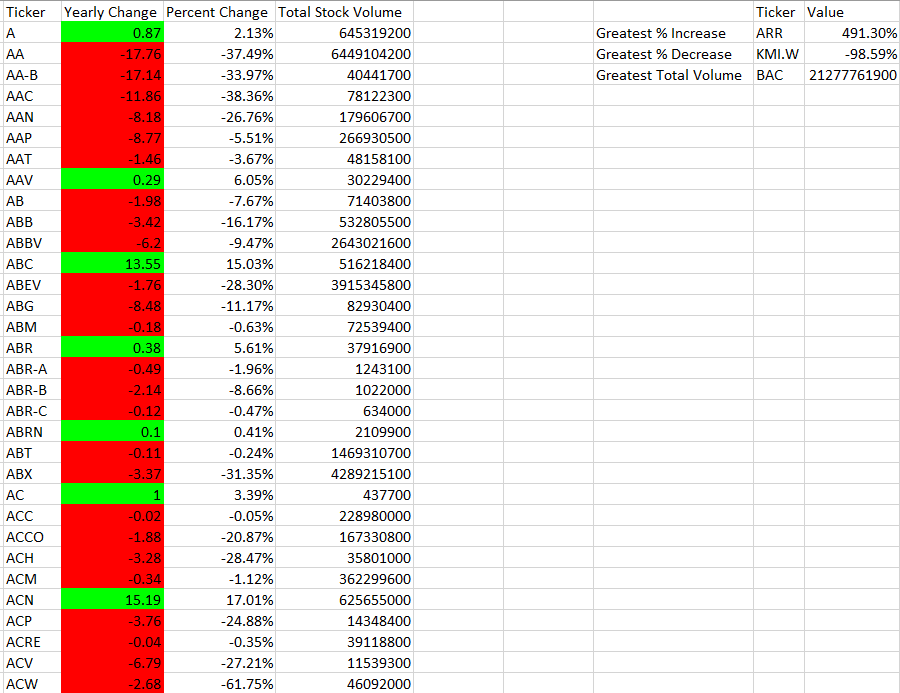 Ticker Yearly Change Percent Change Total Stock Volume Ticker Value
A 0.87 2.13% 645319200 Greatest % Increase ARR 491.30%
AA -17.76 -37.49% 6449104200 Greatest % Decrease KMI.W -98.59%
AA-B -17.14 -33.97% 40441700 Greatest Total Volume BAC 21277761900
AAC -11.86 -38.36% 78122300
AAN -8.18 -26.76% 179606700
AAP -8.77 -5.51% 266930500
AAT -1.46 -3.67% 48158100
AAV 0.29 6.05% 30229400
AB -1.98 -7.67% 71403800
ABB -3.42 -16.17% 532805500
ABBV -6.2 -9.47% 2643021600
ABC 13.55 15.03% 516218400
ABEV -1.76 -28.30% 3915345800
ABG -8.48 -11.17% 82930400
ABM -0.18 -0.63% 72539400
ABR 0.38 5.61% 37916900
ABR-A -0.49 -1.96% 1243100
ABR-B -2.14 -8.66% 1022000
ABR-C -0.12 -0.47% 634000
ABRN 0.1 0.41% 2109900
ABT -0.11 -0.24% 1469310700
ABX -3.37 -31.35% 4289215100
AC 1 3.39% 437700
ACC -0.02 -0.05% 228980000
ACCO -1.88 -20.87% 167330800
ACH -3.28 -28.47% 35801000
ACM -0.34 -1.12% 362299600
ACN 15.19 17.01% 625655000
ACP -3.76 -24.88% 14348400
ACRE -0.04 -0.35% 39118800
ACV -6.79 -27.21% 11539300
ACW -2.68 -61.75% 46092000